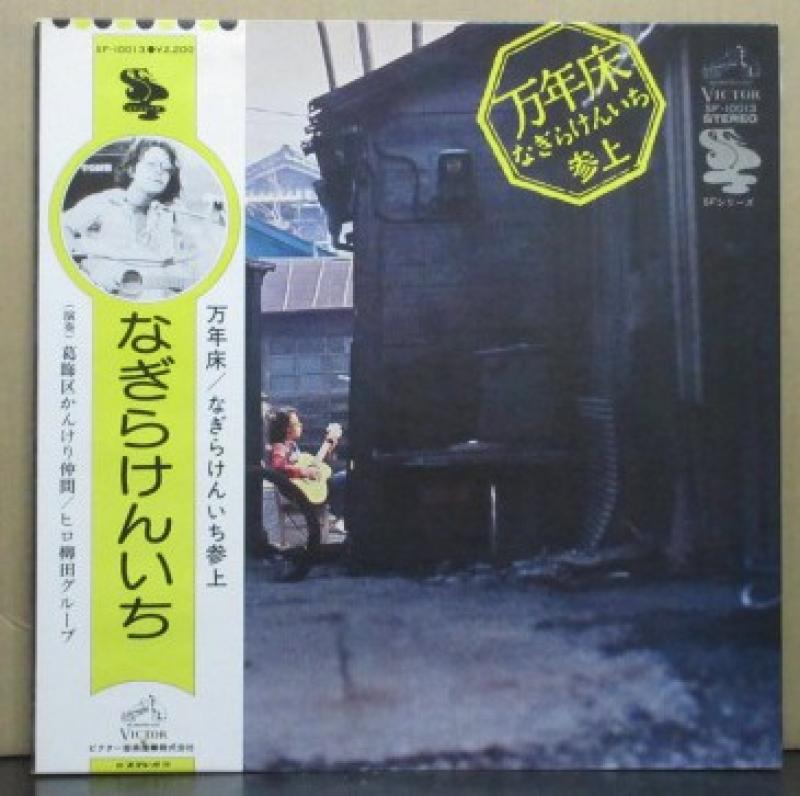 SF-10013●¥2,200
なぎらけんいち
万年床/なぎらけんいち参上
(演奏)葛飾区かんけり仲間/ヒロ柳田グループ
VICTOR
ビクター音楽産業株式会社
万年床
なぎらけんいち
参上
VICTOR
SF-10013
STEREO
SFシリーズ